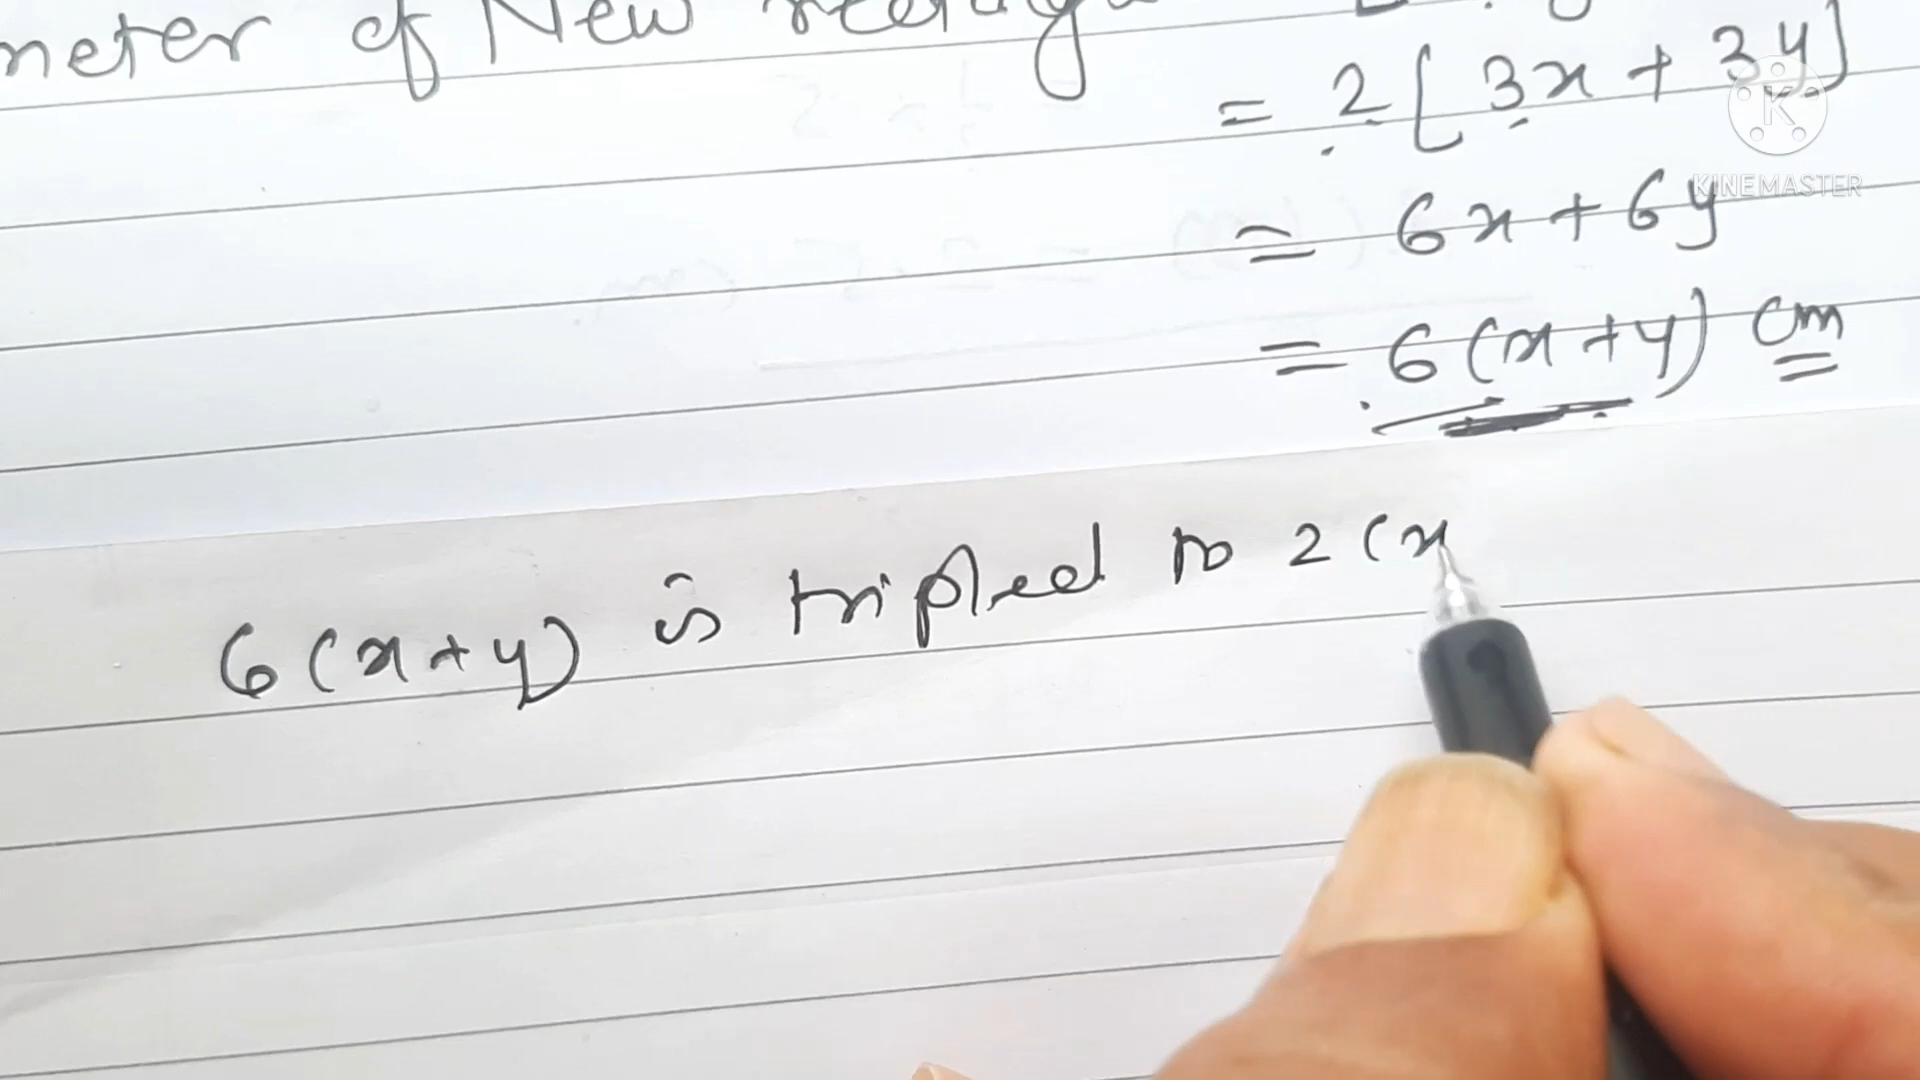 meter of New
= 2[3x + 3y]
= 6x + 6y
= 6(x+y) cm
6(x+y) is tripled to 2(x
KINEMASTER